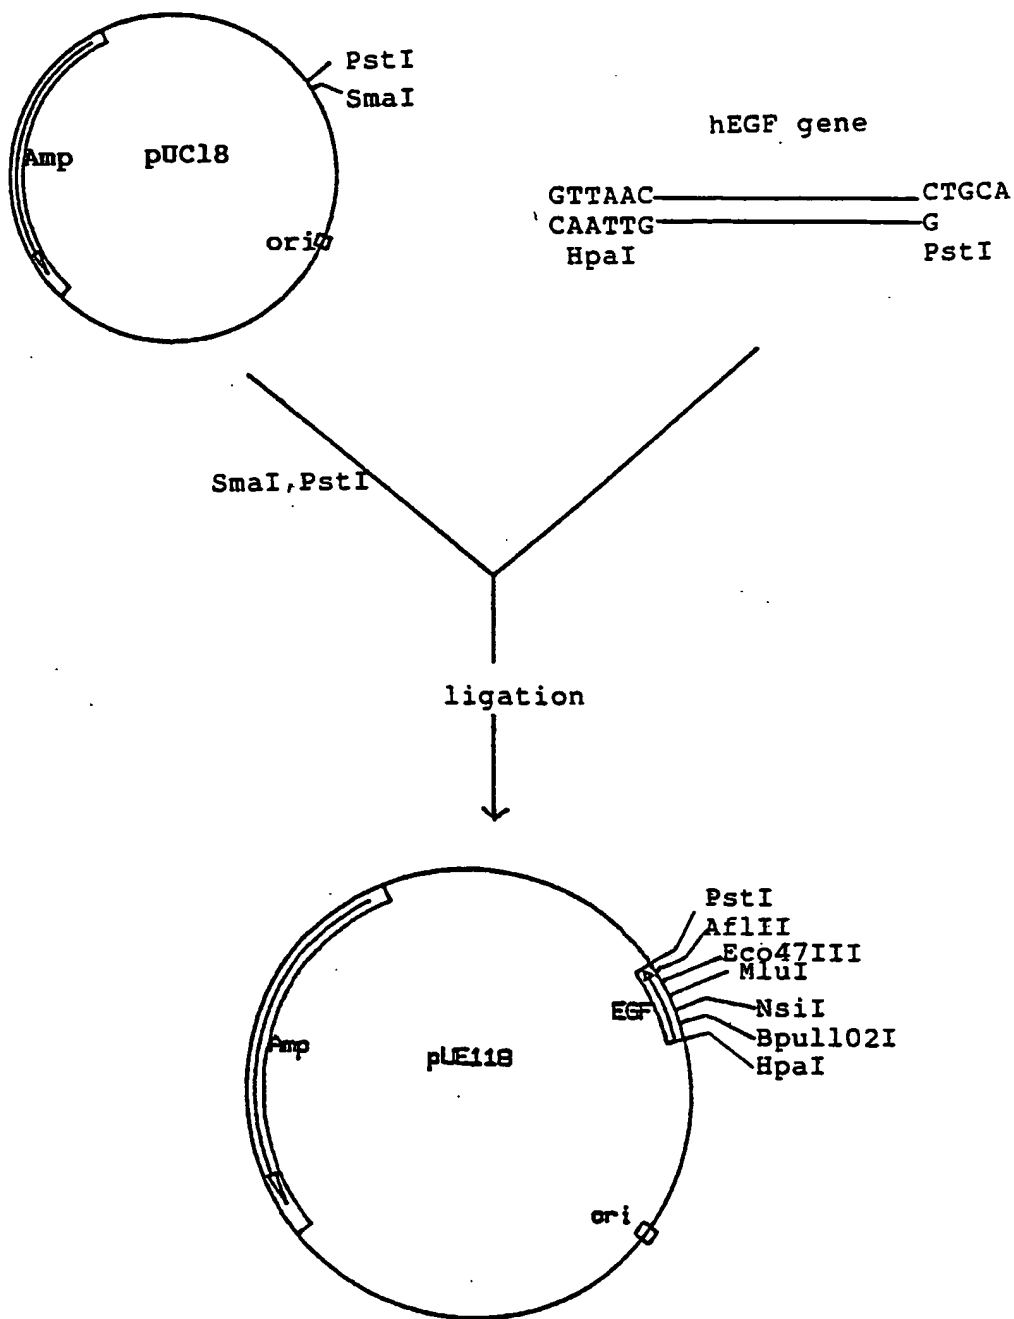 PstI
SmaI
Amp
pUC18
ori
hEGF gene
GTTAAC
CTGCA
CAATTG
G
HpaI
PstI
SmaI,PstI
ligation
PstI
AflII
Eco47III
MluI
NsiI
Bpu1102I
HpaI
EGF
Amp
pUE118
ori